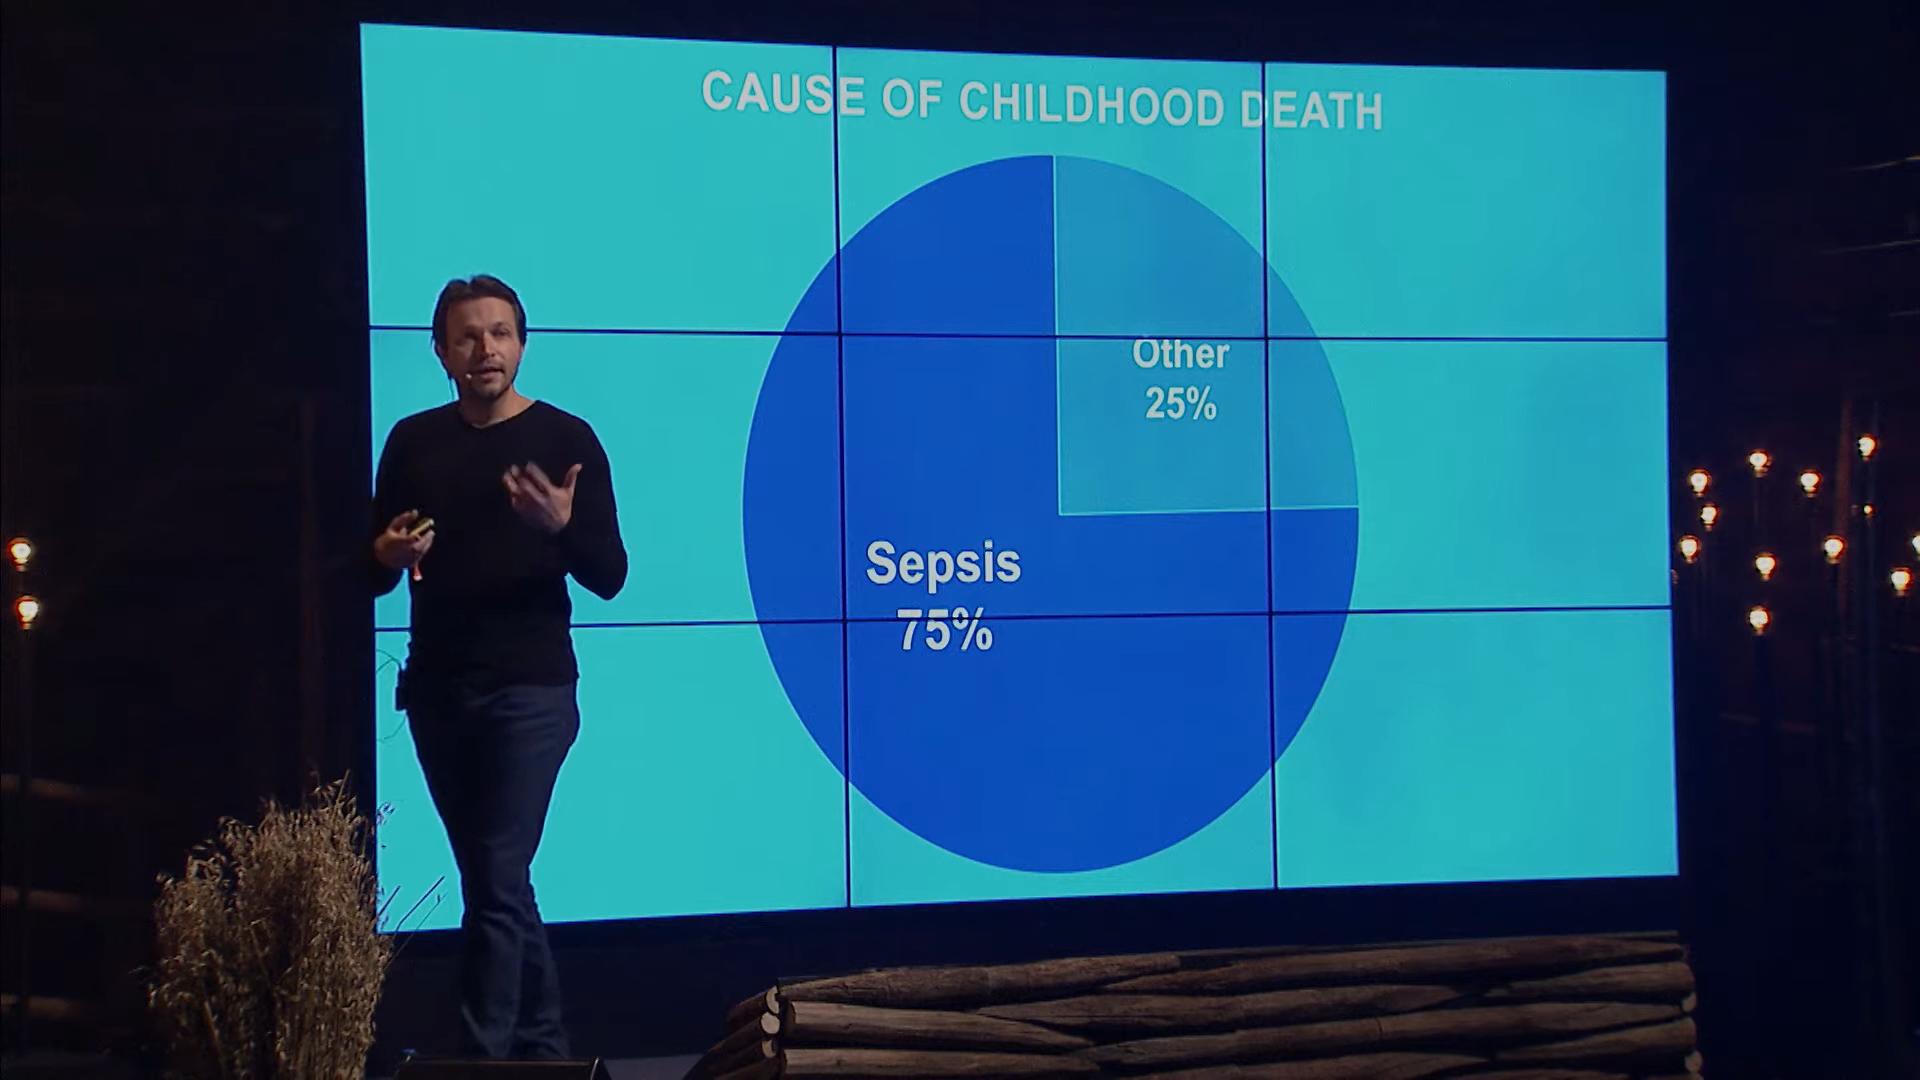 CAUSE OF CHILDHOOD DEATH
Other
25%
Sepsis
75%